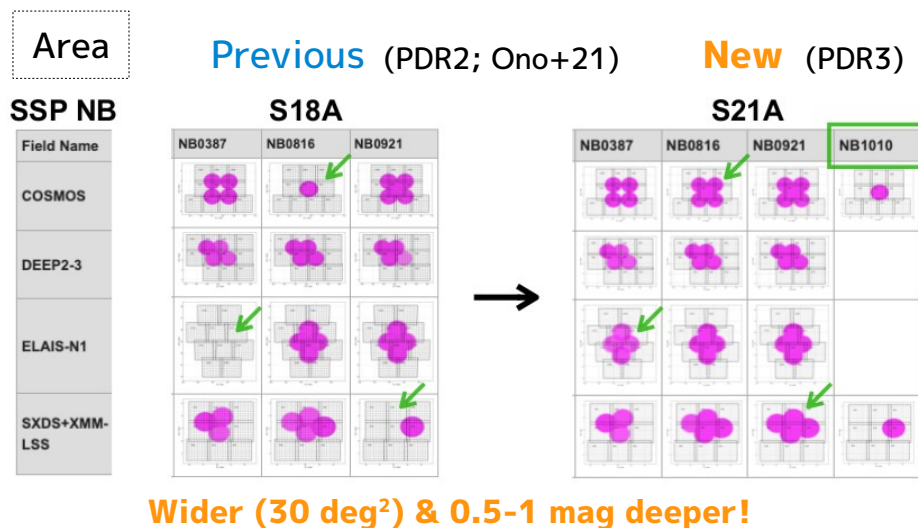 Area
Previous (PDR2; Ono+21)
New (PDR3)
SSP NB
S18A
S21A
Field Name
NB0387 NB0816 NB0921
NB0387 NB0816 NB0921 NB1010
COSMOS
DEEP2-3
ELAIS-N1
SXDS+XMM-
LSS
Wider (30 deg²) & 0.5-1 mag deeper!